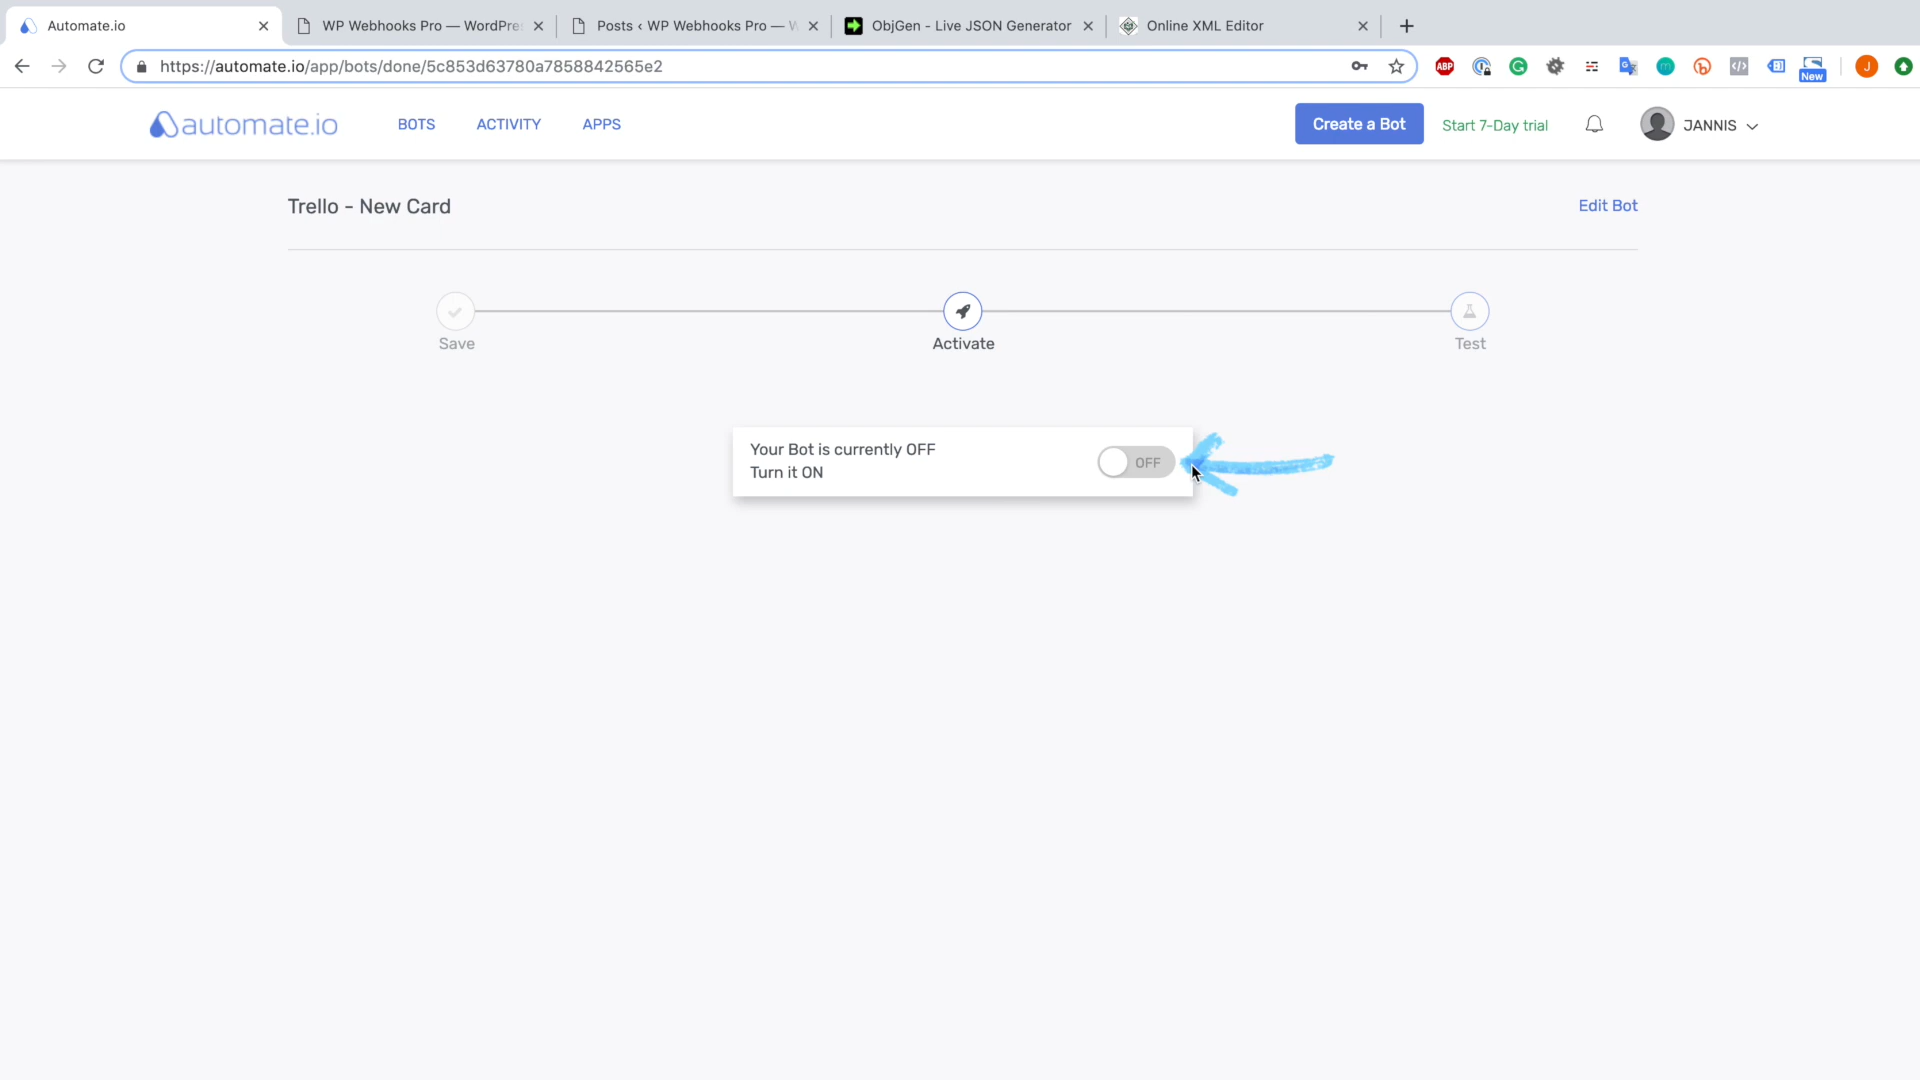 Automate.io
WP Webhooks Pro — WordPre
Posts ‹ WP Webhooks Pro — W
ObjGen - Live JSON Generator
Online XML Editor
https://automate.io/app/bots/done/5c853d63780a7858842565e2
ABP
New
J
automate.io
BOTS
ACTIVITY
APPS
Create a Bot
Start 7-Day trial
JANNIS
Trello - New Card
Edit Bot
Save
Activate
Test
Your Bot is currently OFF
Turn it ON
OFF